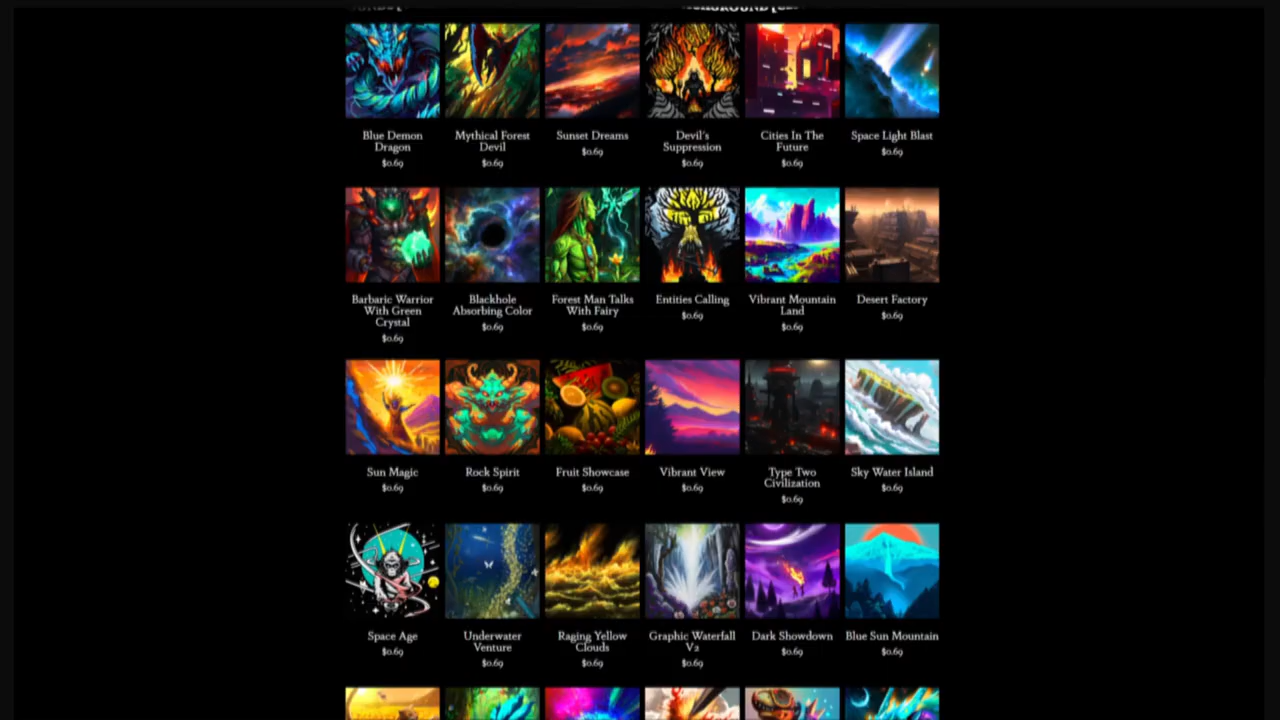 Blue Demon
Dragon
$0.69
Mythical Forest
Devil
$0.69
Sunset Dreams
$0.69
Devil's
Suppression
$0.69
Cities In The
Future
$0.69
Space Light Blast
$0.69
Barbaric Warrior
With Green
Crystal
$0.69
Blackhole
Absorbing Color
$0.69
Forest Man Talks
With Fairy
$0.69
Entities Calling
$0.69
Vibrant Mountain
Land
$0.69
Desert Factory
$0.69
Sun Magic
$0.69
Rock Spirit
$0.69
Fruit Showcase
$0.69
Vibrant View
$0.69
Type Two
Civilization
$0.69
Sky Water Island
$0.69
Space Age
$0.69
Underwater
Venture
$0.69
Raging Yellow
Clouds
$0.69
Graphic Waterfall
V2
$0.69
Dark Showdown
$0.69
Blue Sun Mountain
$0.69